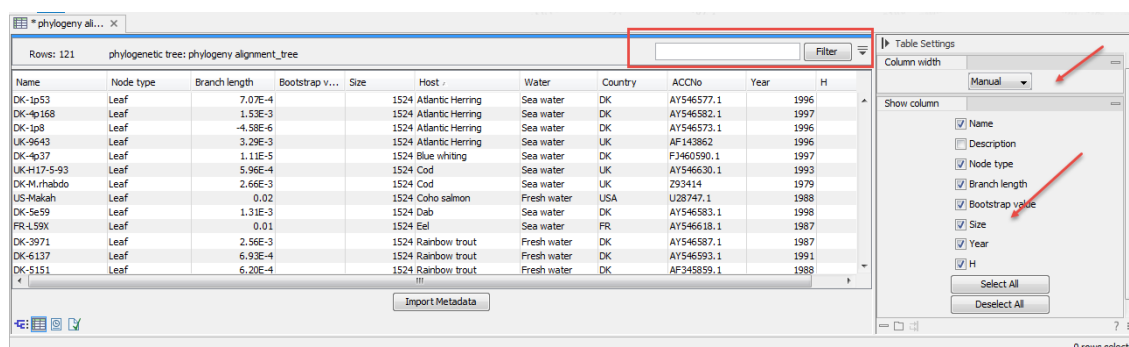 * phylogeny ali... ×
Rows: 121 phylogenetic tree: phylogeny alignment_tree Filter
Name Node type Branch length Bootstrap v... Size Host Water Country ACCNo Year H
DK-1p53 Leaf 7.07E-4 1524 Atlantic Herring Sea water DK AY546577.1 1996
DK-4p168 Leaf 1.53E-3 1524 Atlantic Herring Sea water DK AY546582.1 1997
DK-1p8 Leaf -4.58E-6 1524 Atlantic Herring Sea water DK AY546573.1 1996
UK-9643 Leaf 3.29E-3 1524 Atlantic Herring Sea water UK AF143862 1996
DK-4p37 Leaf 1.11E-5 1524 Blue whiting Sea water DK FJ460590.1 1997
UK-H17-5-93 Leaf 5.96E-4 1524 Cod Sea water UK AY546630.1 1993
DK-M.rhabdo Leaf 2.66E-3 1524 Cod Sea water DK Z93414 1979
US-Makah Leaf 0.02 1524 Coho salmon Fresh water USA U28747.1 1988
DK-5e59 Leaf 1.31E-3 1524 Dab Sea water DK AY546583.1 1998
FR-L59X Leaf 0.01 1524 Eel Sea water FR AY546618.1 1987
DK-3971 Leaf 2.56E-3 1524 Rainbow trout Fresh water DK AY546587.1 1987
DK-6137 Leaf 6.93E-4 1524 Rainbow trout Fresh water DK AY546593.1 1991
DK-5151 Leaf 6.20E-4 1524 Rainbow trout Fresh water DK AF345859.1 1988
Import Metadata
Table Settings
Column width
Manual
Show column
Name
Description
Node type
Branch length
Bootstrap value
Size
Year
H
Select All
Deselect All
?